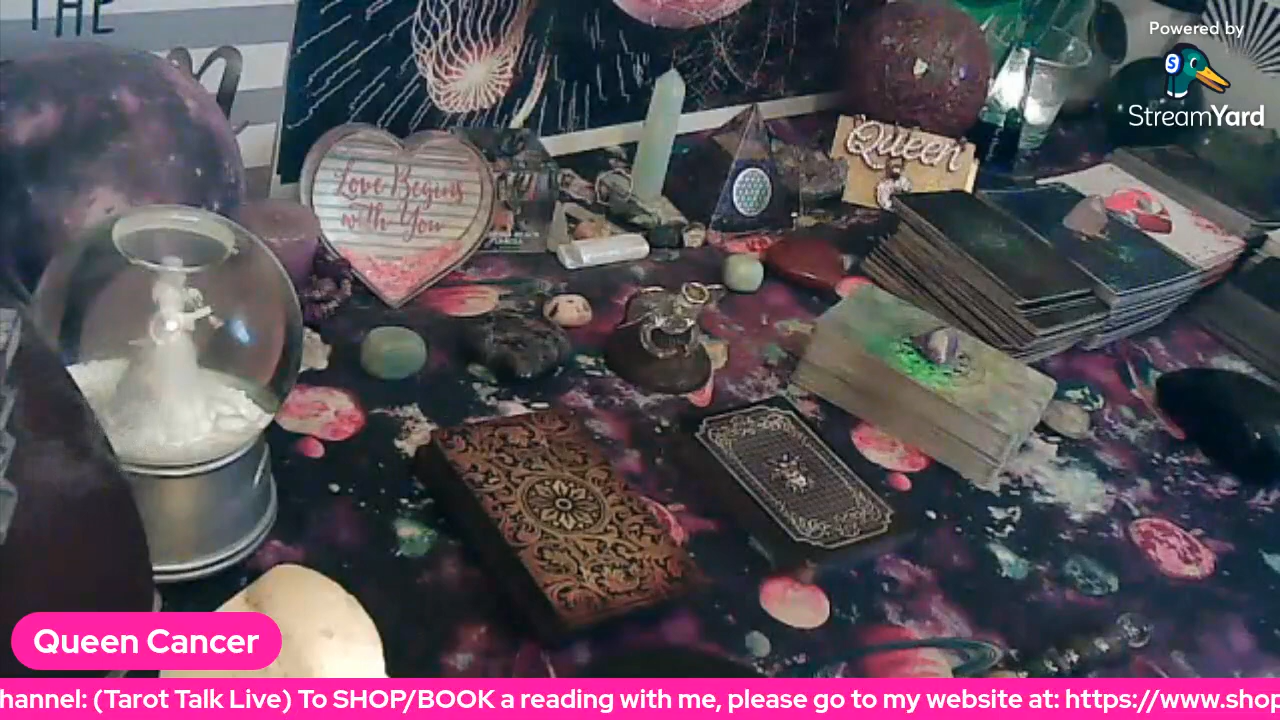 THE
Powered by
StreamYard
Queen
Love Begins
with You
Queen Cancer
hannel: (Tarot Talk Live) To SHOP/BOOK a reading with me, please go to my website at: https://www.shop